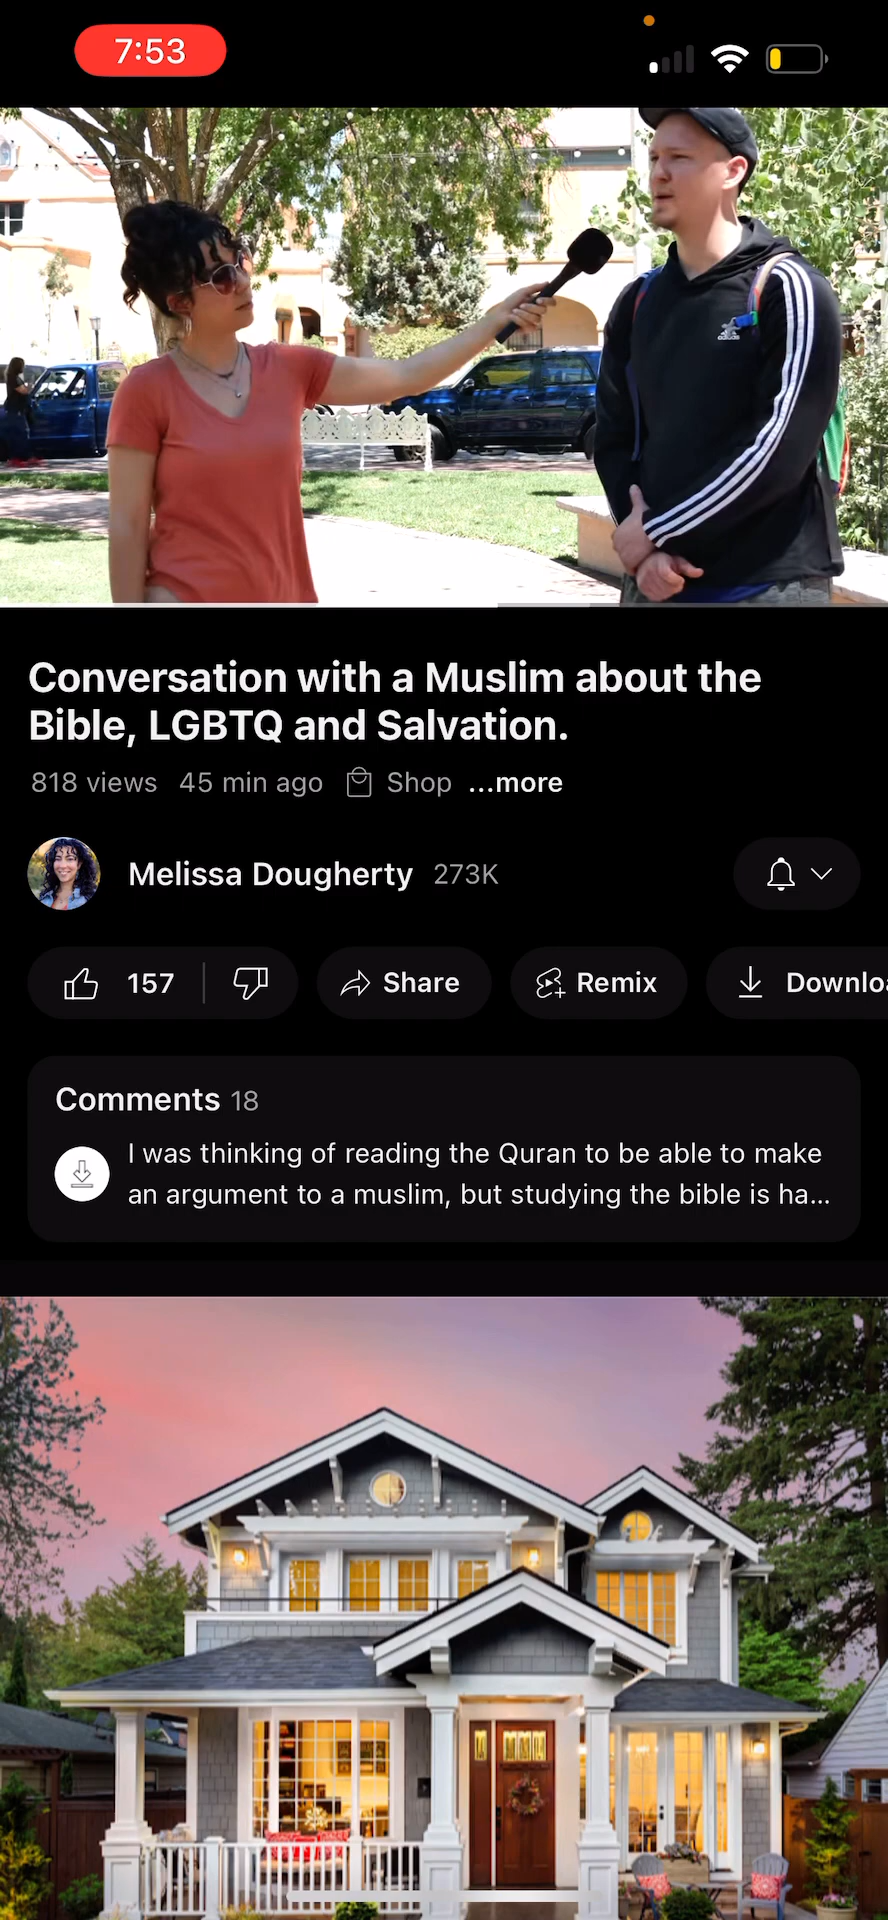 7:53
adidas
Conversation with a Muslim about the
Bible, LGBTQ and Salvation.
818 views 45 min ago Shop ...more
Melissa Dougherty 273K
157 Share Remix Downloa
Comments 18
I was thinking of reading the Quran to be able to make
an argument to a muslim, but studying the bible is ha...